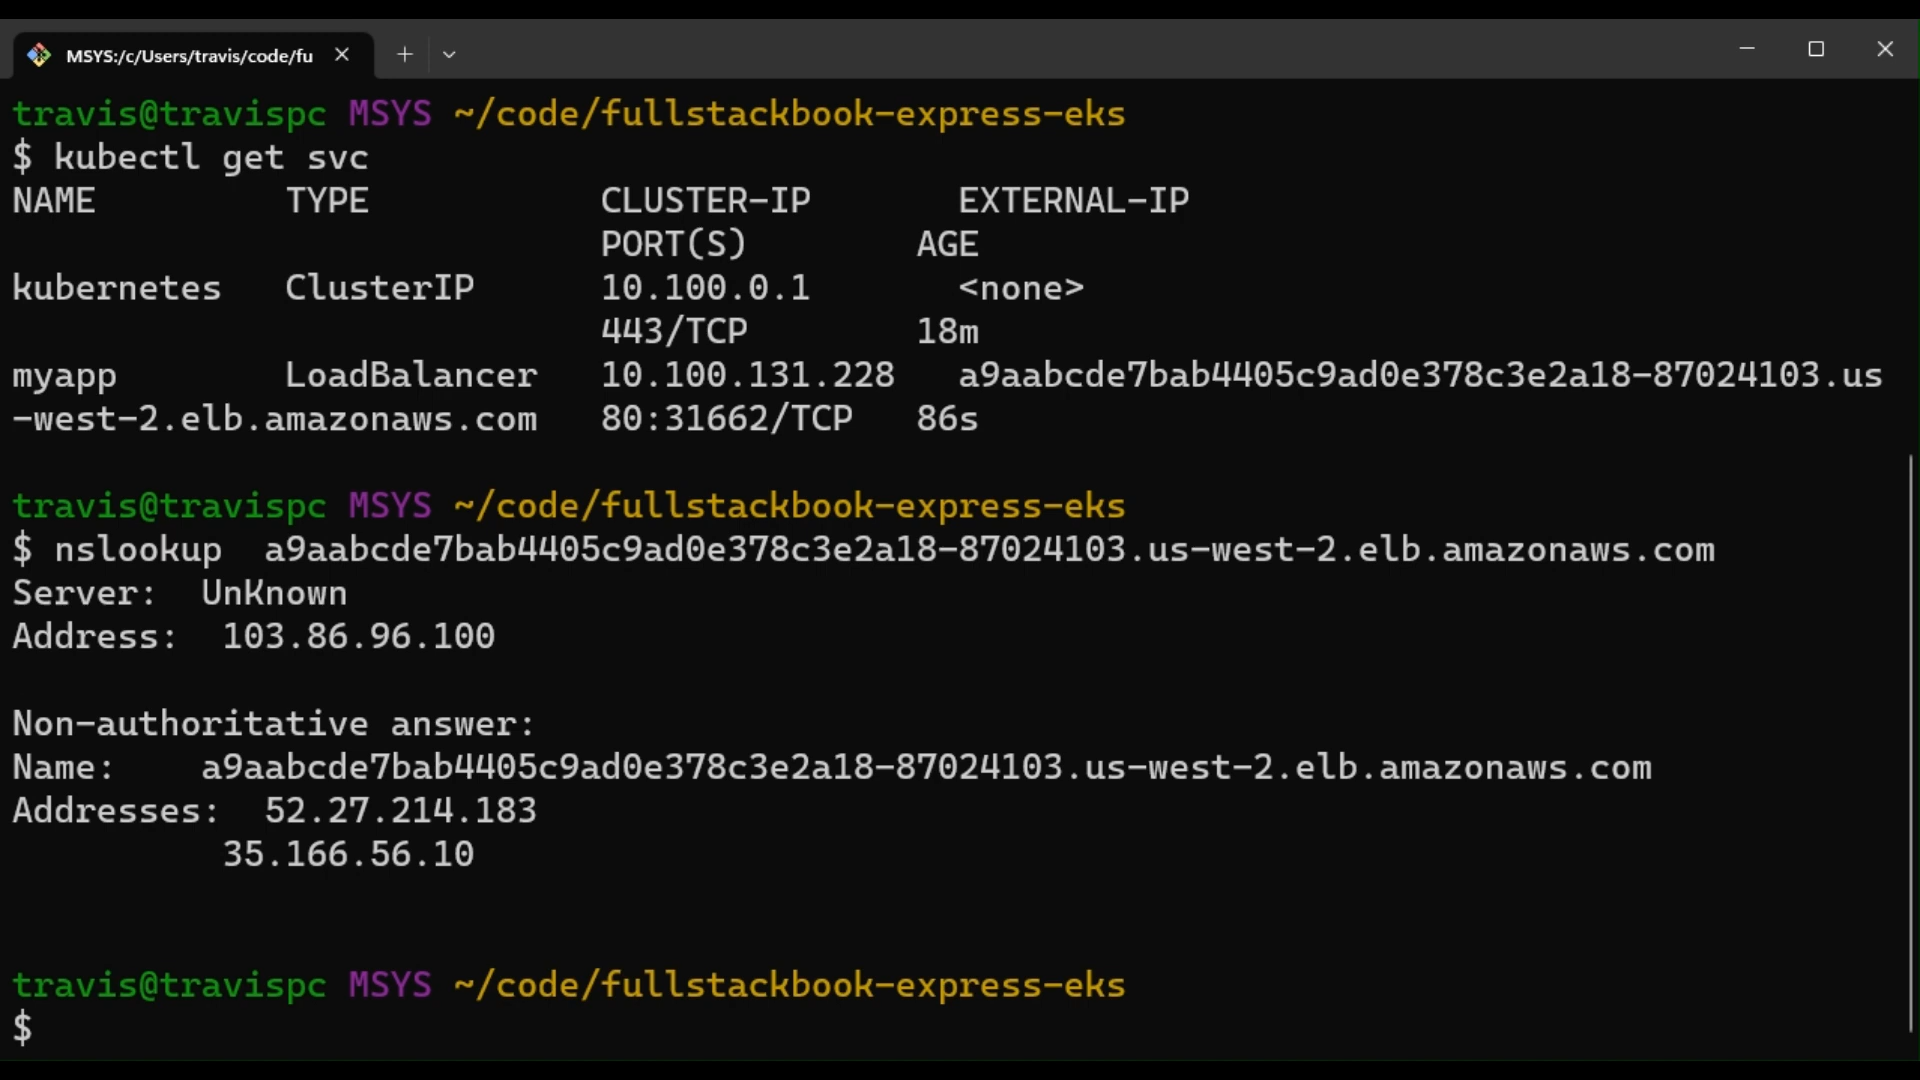 MSYS:/c/Users/travis/code/fu
travis@travispc MSYS ~/code/fullstackbook-express-eks
$ kubectl get svc
NAME TYPE CLUSTER-IP EXTERNAL-IP
PORT(S) AGE
kubernetes ClusterIP 10.100.0.1 <none>
443/TCP 18m
myapp LoadBalancer 10.100.131.228 a9aabcde7bab4405c9ad0e378c3e2a18-87024103.us
-west-2.elb.amazonaws.com 80:31662/TCP 86s
travis@travispc MSYS ~/code/fullstackbook-express-eks
$ nslookup a9aabcde7bab4405c9ad0e378c3e2a18-87024103.us-west-2.elb.amazonaws.com
Server: UnKnown
Address: 103.86.96.100
Non-authoritative answer:
Name: a9aabcde7bab4405c9ad0e378c3e2a18-87024103.us-west-2.elb.amazonaws.com
Addresses: 52.27.214.183
35.166.56.10
travis@travispc MSYS ~/code/fullstackbook-express-eks
$